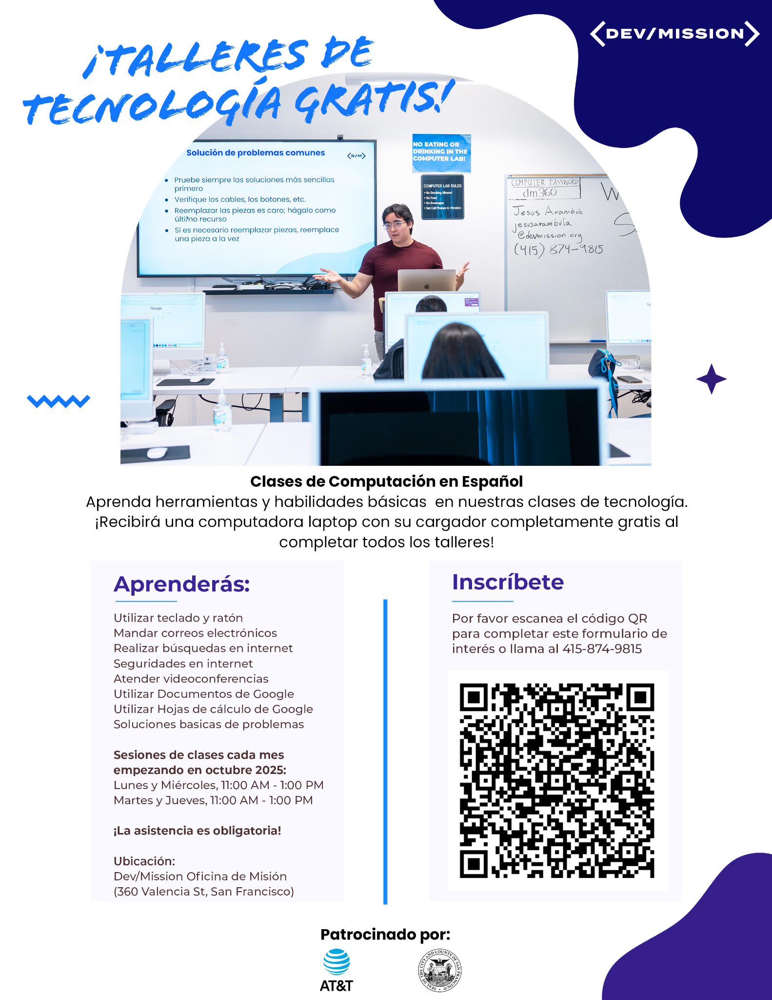 <DEV/MISSION>
¡TALLERES DE
TECNOLOGÍA GRATIS!
Solución de problemas comunes
<D/M>
• Pruebe siempre las soluciones más sencillas
primero
• Verifique los cables, los botones, etc.
• Reemplazar las piezas es caro; hágalo como
último recurso
• Si es necesario reemplazar piezas, reemplace
una pieza a la vez
NO EATING OR
DRINKING IN THE
COMPUTER LAB!
COMPUTER LAB RULES
• No Smoking Allowed
• No Food
• No Beverages
• Set Cell Phones to Vibration
COMPUTER PASSWORD
dm360
Jesus Arambula
jesusarambula
@devmission.org
(415) 874-9815
Google
Clases de Computación en Español
Aprenda herramientas y habilidades básicas en nuestras clases de tecnología.
¡Recibirá una computadora laptop con su cargador completamente gratis al
completar todos los talleres!
Aprenderás:
Utilizar teclado y ratón
Mandar correos electrónicos
Realizar búsquedas en internet
Seguridades en internet
Atender videoconferencias
Utilizar Documentos de Google
Utilizar Hojas de cálculo de Google
Soluciones basicas de problemas
Sesiones de clases cada mes
empezando en octubre 2025:
Lunes y Miércoles, 11:00 AM - 1:00 PM
Martes y Jueves, 11:00 AM - 1:00 PM
¡La asistencia es obligatoria!
Ubicación:
Dev/Mission Oficina de Misión
(360 Valencia St, San Francisco)
Inscríbete
Por favor escanea el código QR
para completar este formulario de
interés o llama al 415-874-9815
Patrocinado por:
AT&T
SEAL OF THE CITY AND COUNTY OF SAN FRANCISCO